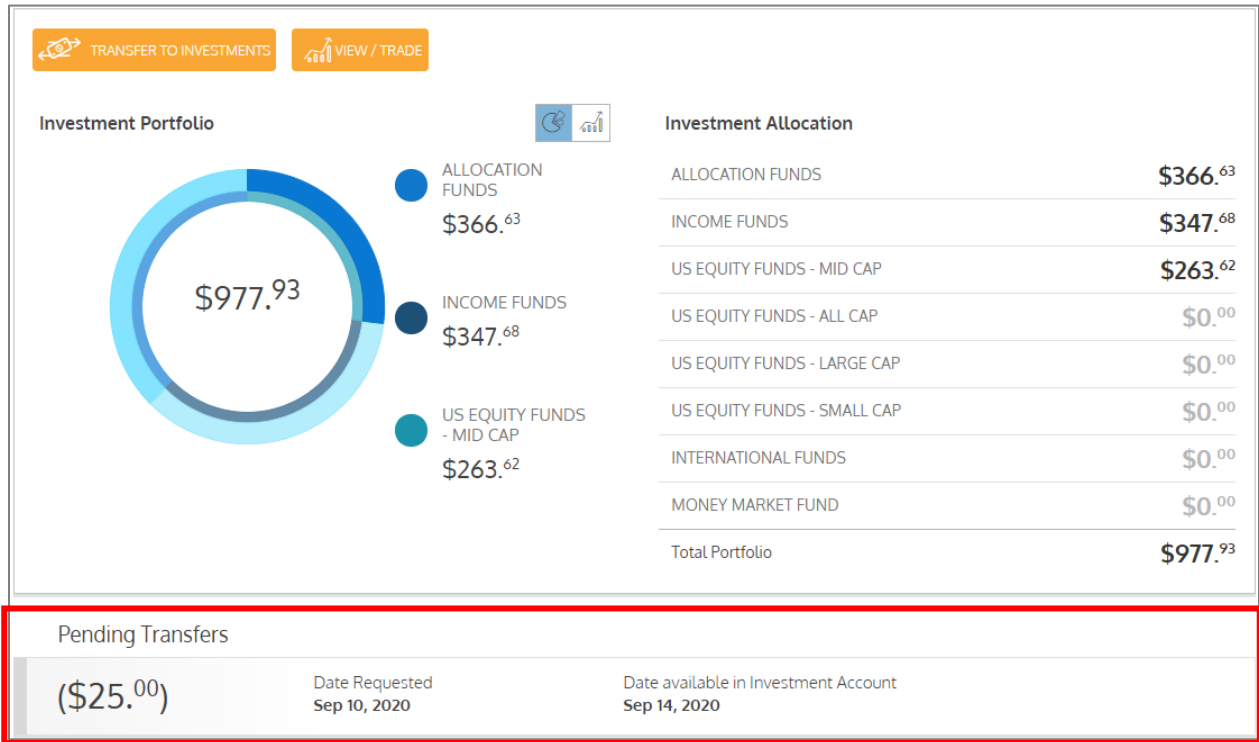 TRANSFER TO INVESTMENTS
VIEW / TRADE
Investment Portfolio
$977.93
ALLOCATION
FUNDS
$366.63
INCOME FUNDS
$347.68
US EQUITY FUNDS
- MID CAP
$263.62
Investment Allocation
ALLOCATION FUNDS $366.63
INCOME FUNDS $347.68
US EQUITY FUNDS - MID CAP $263.62
US EQUITY FUNDS - ALL CAP $0.00
US EQUITY FUNDS - LARGE CAP $0.00
US EQUITY FUNDS - SMALL CAP $0.00
INTERNATIONAL FUNDS $0.00
MONEY MARKET FUND $0.00
Total Portfolio $977.93
Pending Transfers
($25.00)
Date Requested
Sep 10, 2020
Date available in Investment Account
Sep 14, 2020